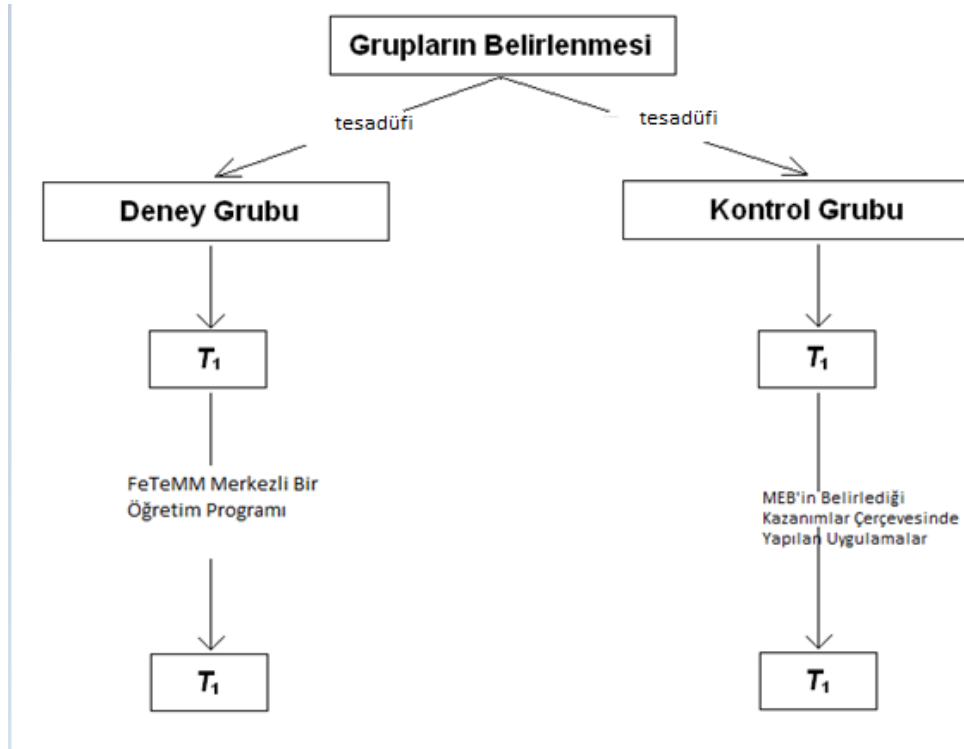 Grupların Belirlenmesi
tesadüfi
tesadüfi
Deney Grubu
Kontrol Grubu
T₁
T₁
FeTeMM Merkezli Bir
Öğretim Programı
MEB'in Belirlediği
Kazanımlar Çerçevesinde
Yapılan Uygulamalar
T₁
T₁